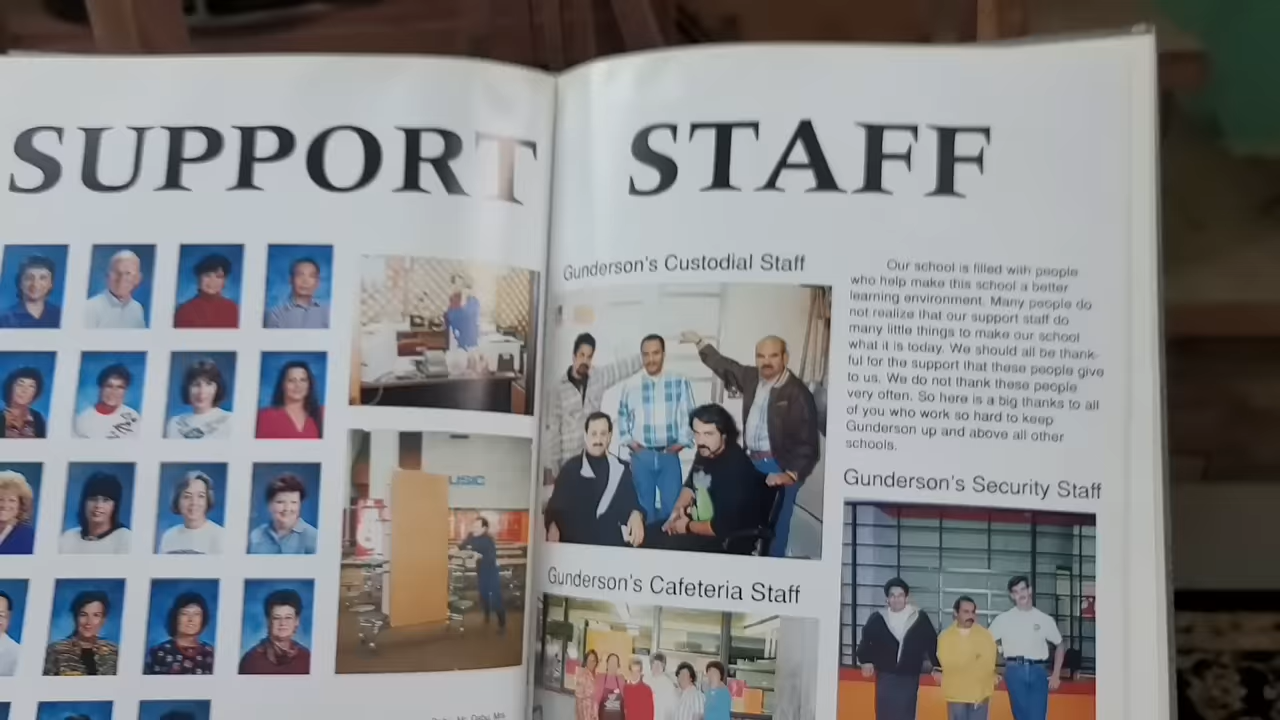 SUPPORT STAFF
USIC
Gunderson's Custodial Staff
Our school is filled with people
who help make this school a better
learning environment. Many people do
not realize that our support staff do
many little things to make our school
what it is today. We should all be thank-
ful for the support that these people give
to us. We do not thank these people
very often. So here is a big thanks to all
of you who work so hard to keep
Gunderson up and above all other
schools.
Gunderson's Security Staff
Gunderson's Cafeteria Staff